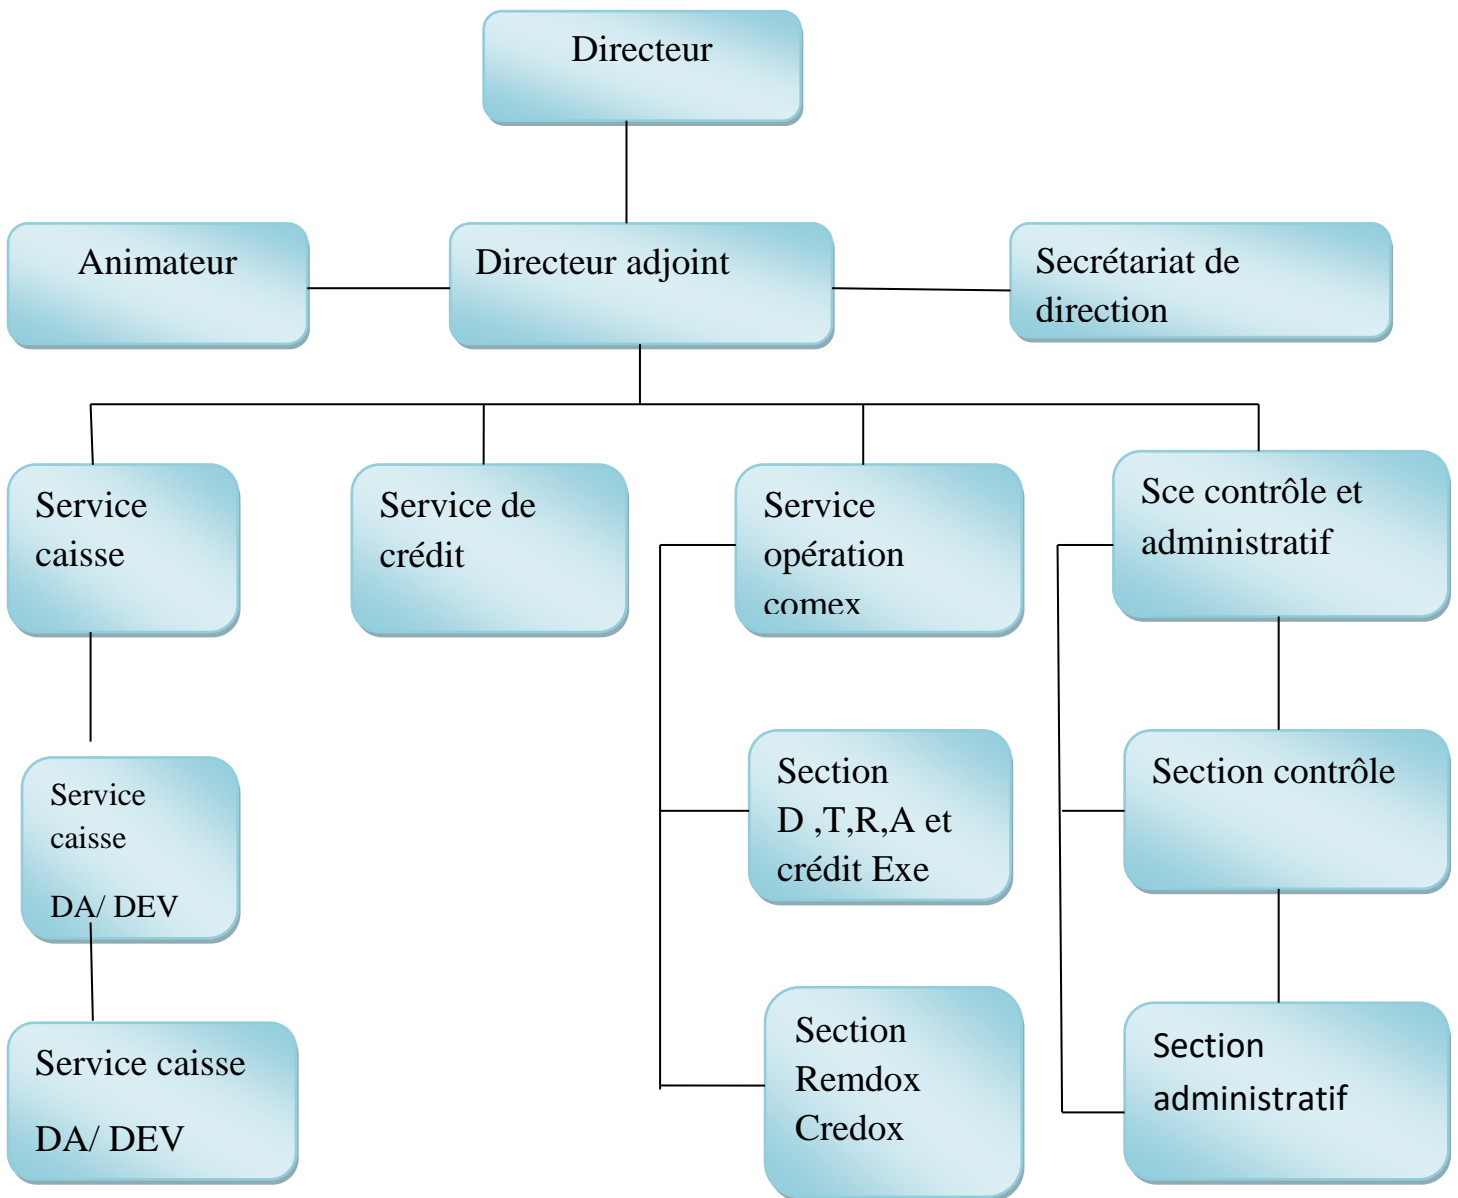 Directeur
Animateur
Directeur adjoint
Secrétariat de
direction
Service
caisse
Service de
crédit
Service
opération
comex
Sce contrôle et
administratif
Service
caisse
DA/ DEV
Section
D ,T,R,A et
crédit Exe
Section contrôle
Service caisse
DA/ DEV
Section
Remdox
Credox
Section
administratif